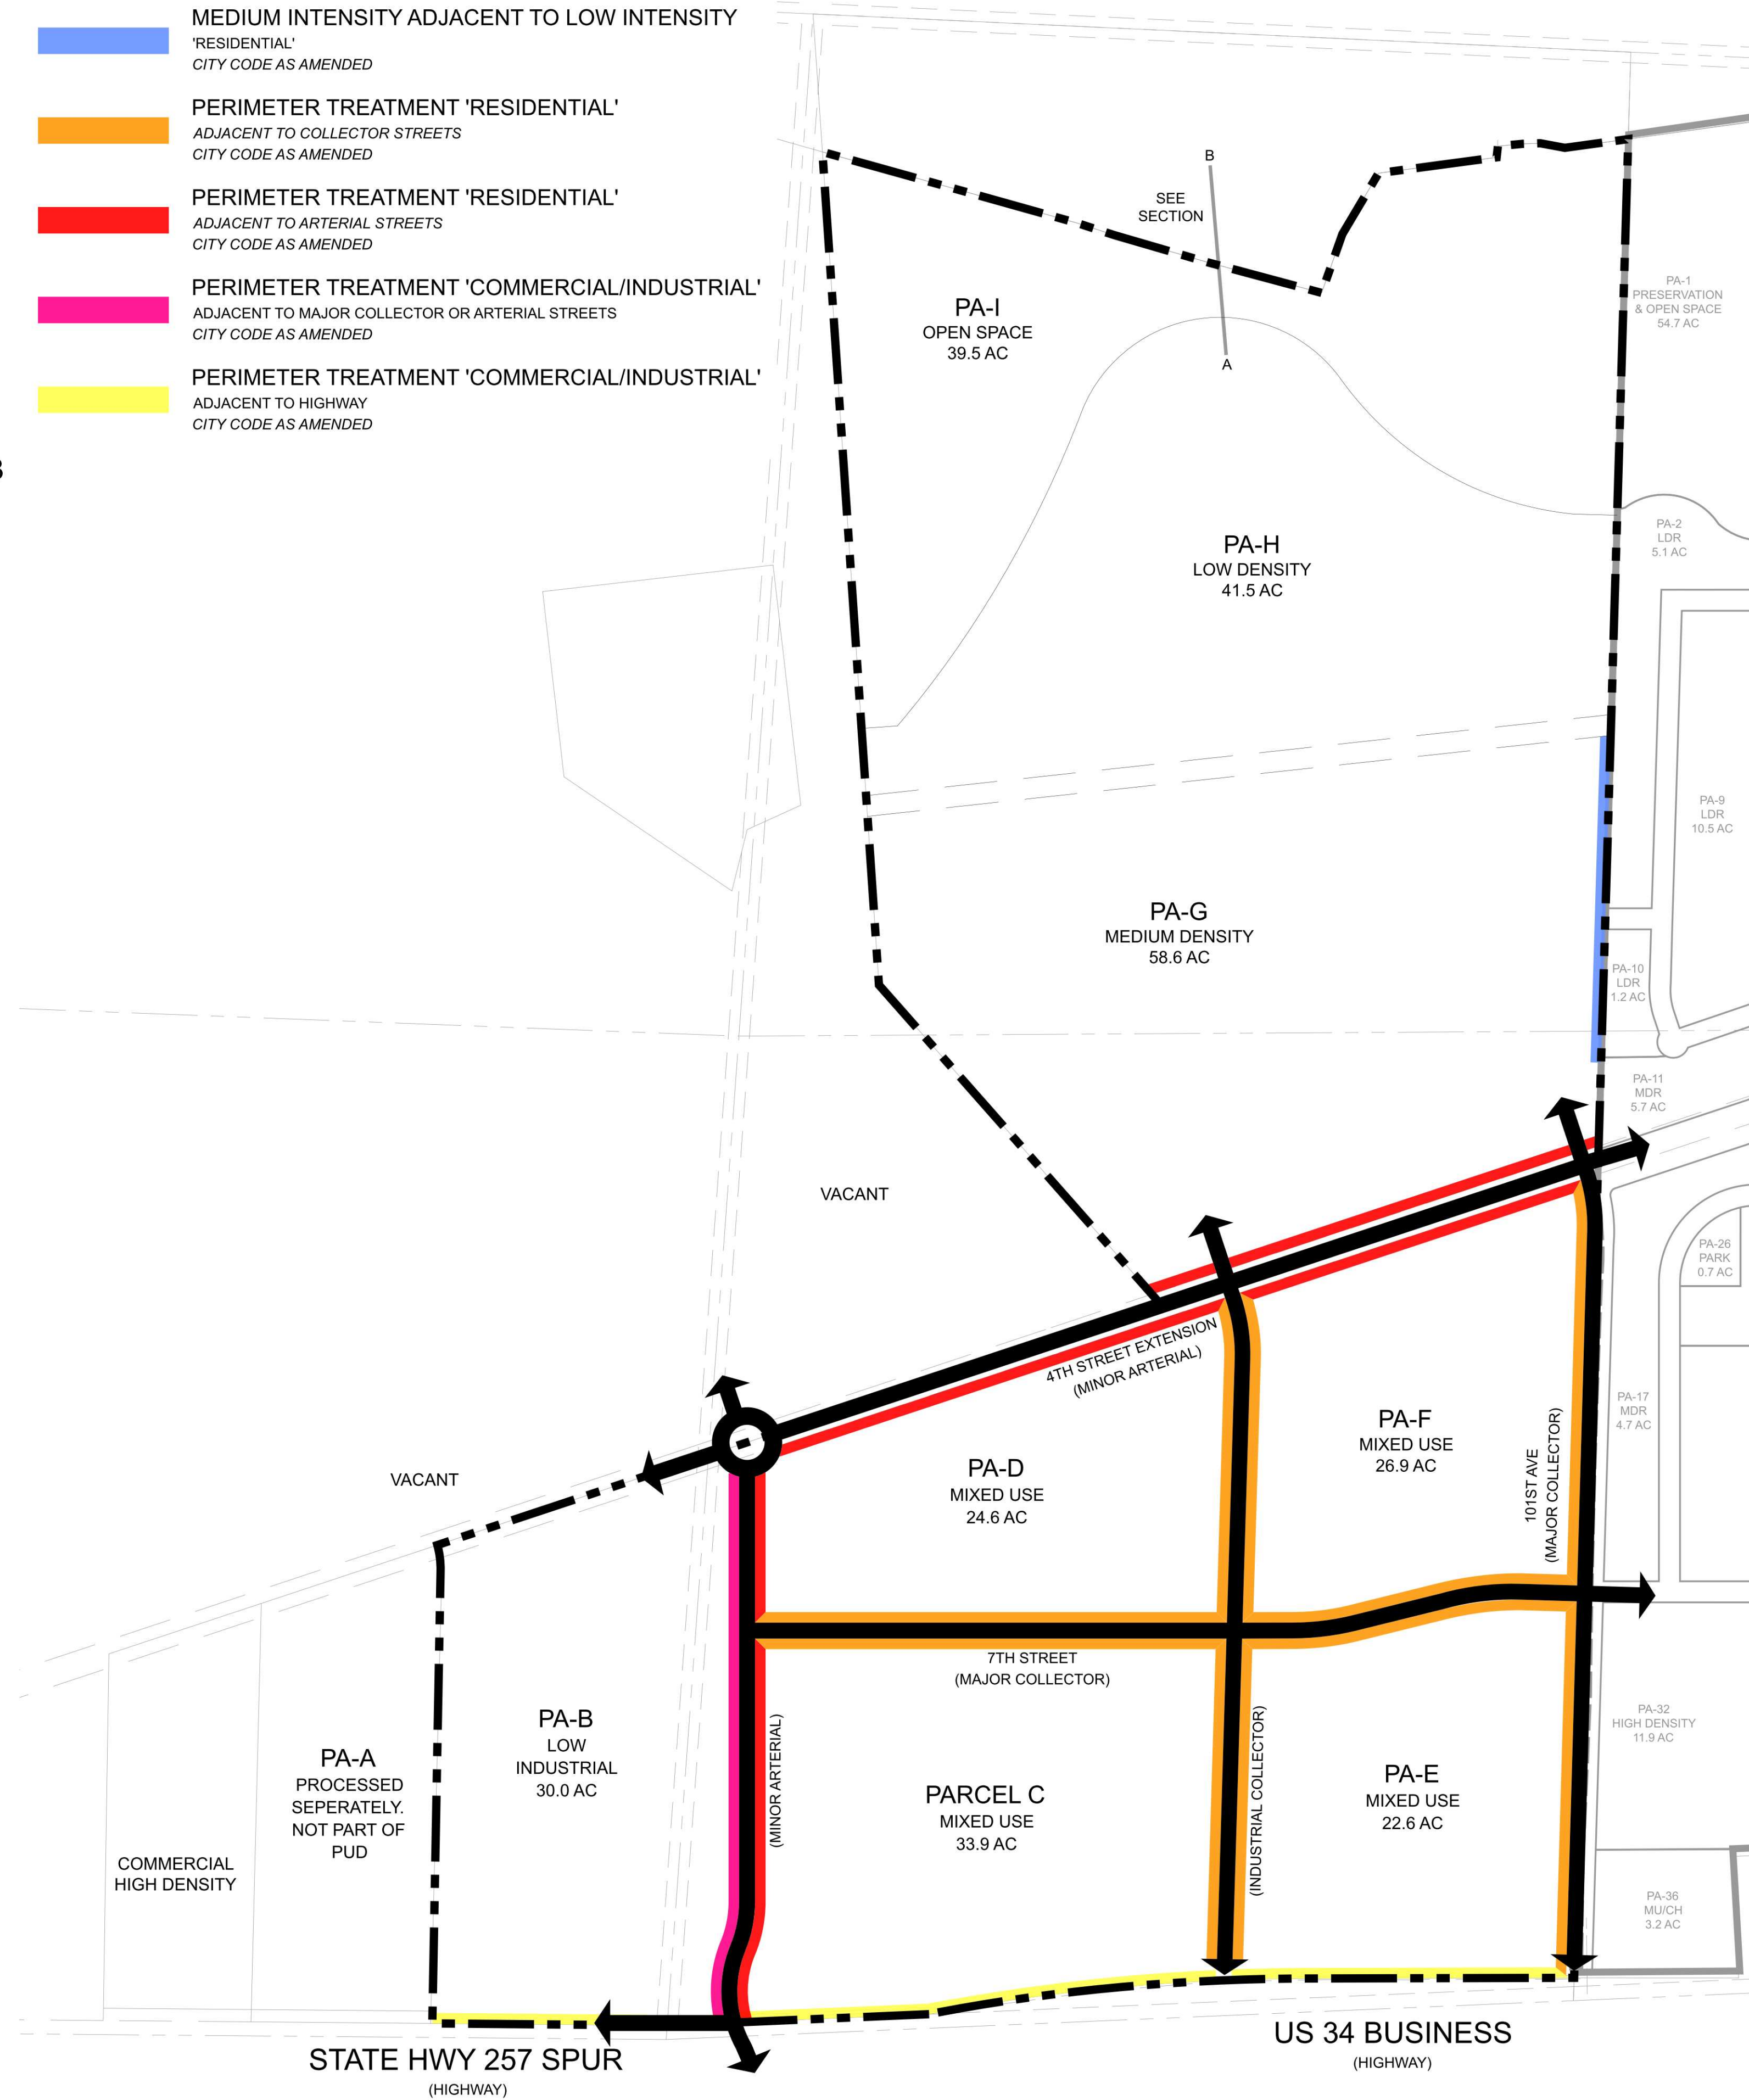 MEDIUM INTENSITY ADJACENT TO LOW INTENSITY
'RESIDENTIAL'
CITY CODE AS AMENDED
PERIMETER TREATMENT 'RESIDENTIAL'
ADJACENT TO COLLECTOR STREETS
CITY CODE AS AMENDED
PERIMETER TREATMENT 'RESIDENTIAL'
ADJACENT TO ARTERIAL STREETS
CITY CODE AS AMENDED
PERIMETER TREATMENT 'COMMERCIAL/INDUSTRIAL'
ADJACENT TO MAJOR COLLECTOR OR ARTERIAL STREETS
CITY CODE AS AMENDED
PERIMETER TREATMENT 'COMMERCIAL/INDUSTRIAL'
ADJACENT TO HIGHWAY
CITY CODE AS AMENDED
B
SEE
SECTION
A
PA-I
OPEN SPACE
39.5 AC
PA-1
PRESERVATION
& OPEN SPACE
54.7 AC
PA-H
LOW DENSITY
41.5 AC
PA-2
LDR
5.1 AC
PA-9
LDR
10.5 AC
PA-G
MEDIUM DENSITY
58.6 AC
PA-10
LDR
1.2 AC
PA-11
MDR
5.7 AC
VACANT
PA-26
PARK
0.7 AC
4TH STREET EXTENSION
(MINOR ARTERIAL)
PA-17
MDR
4.7 AC
PA-F
MIXED USE
26.9 AC
101ST AVE
(MAJOR COLLECTOR)
PA-D
MIXED USE
24.6 AC
VACANT
7TH STREET
(MAJOR COLLECTOR)
PA-B
LOW
INDUSTRIAL
30.0 AC
PA-32
HIGH DENSITY
11.9 AC
PA-A
PROCESSED
SEPERATELY.
NOT PART OF
PUD
(MINOR ARTERIAL)
PARCEL C
MIXED USE
33.9 AC
(INDUSTRIAL COLLECTOR)
PA-E
MIXED USE
22.6 AC
COMMERCIAL
HIGH DENSITY
PA-36
MU/CH
3.2 AC
US 34 BUSINESS
(HIGHWAY)
STATE HWY 257 SPUR
(HIGHWAY)